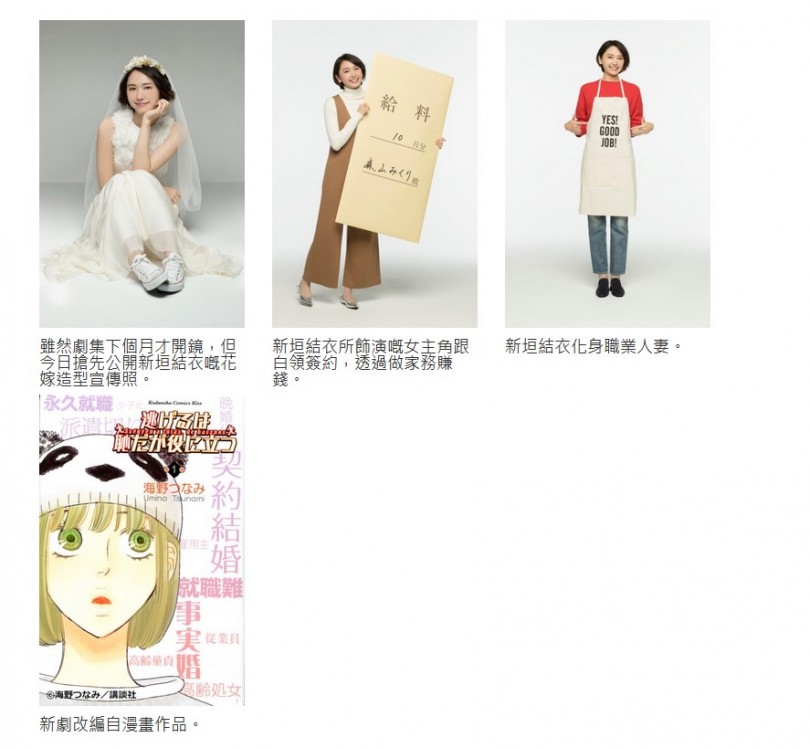 給料
10月分
森山みくり殿
YES!
GOOD
JOB!
雖然劇集下個月才開鏡，但
今日搶先公開新垣結衣嘅花
嫁造型宣傳照。
新垣結衣所飾演嘅女主角跟
白領簽約，透過做家務賺
錢。
新垣結衣化身職業人妻。
Kodansha Comics Kiss
永久就職
派遣切
晩婚
逃げるは
恥だが役に立つ
1
海野つなみ
Umino Tsunami
契約結婚
雇用主
就職難
事実婚
従業員
高齢童貞
高齢処女
©海野つなみ／講談社
新劇改編自漫畫作品。